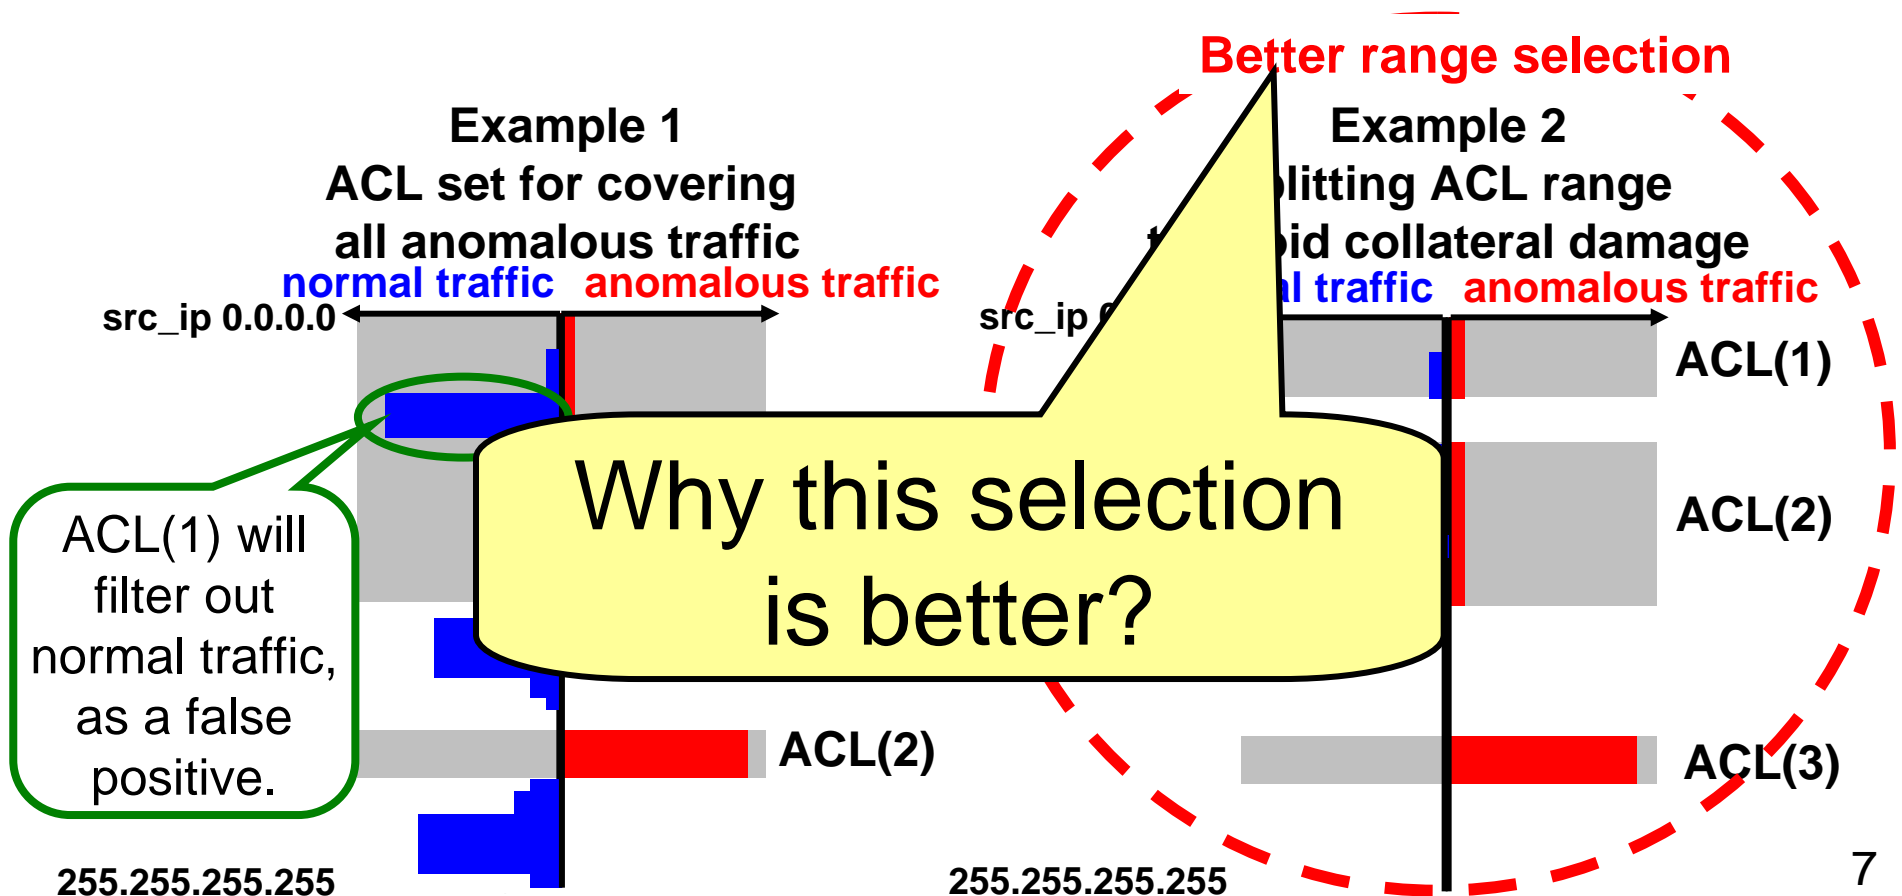 Better range selection
Example 1
ACL set for covering
all anomalous traffic
normal traffic anomalous traffic
src_ip 0.0.0.0
ACL(1) will
filter out
normal traffic,
as a false
positive.
ACL(2)
255.255.255.255
Example 2
litting ACL range
collateral damage
traffic anomalous traffic
src_ip
ACL(1)
ACL(2)
ACL(3)
255.255.255.255
Why this selection
is better?
7